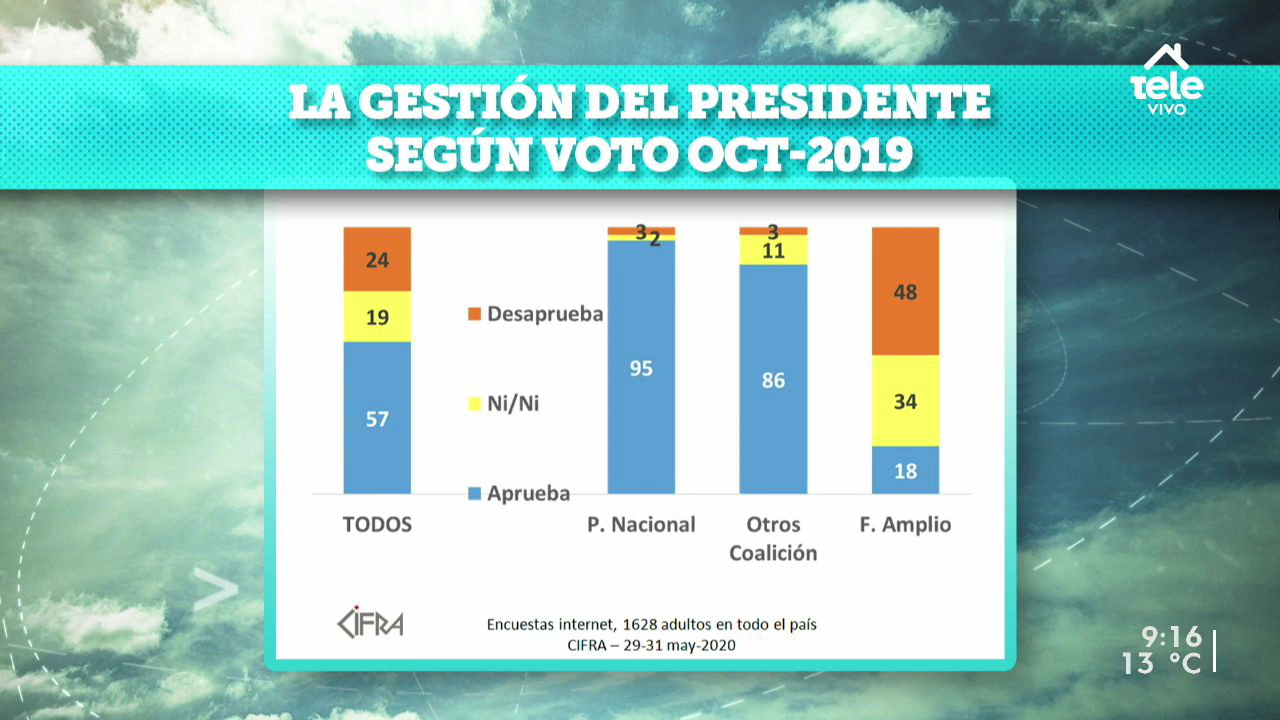 LA GESTIÓN DEL PRESIDENTE
SEGÚN VOTO OCT-2019
tele
VIVO
24
19
57
Desaprueba
Ni/Ni
Aprueba
3
2
95
3
11
86
48
34
18
TODOS
P. Nacional
Otros
Coalición
F. Amplio
CIFRA
Encuestas internet, 1628 adultos en todo el país
CIFRA – 29-31 may-2020
>
9:16
13 °C